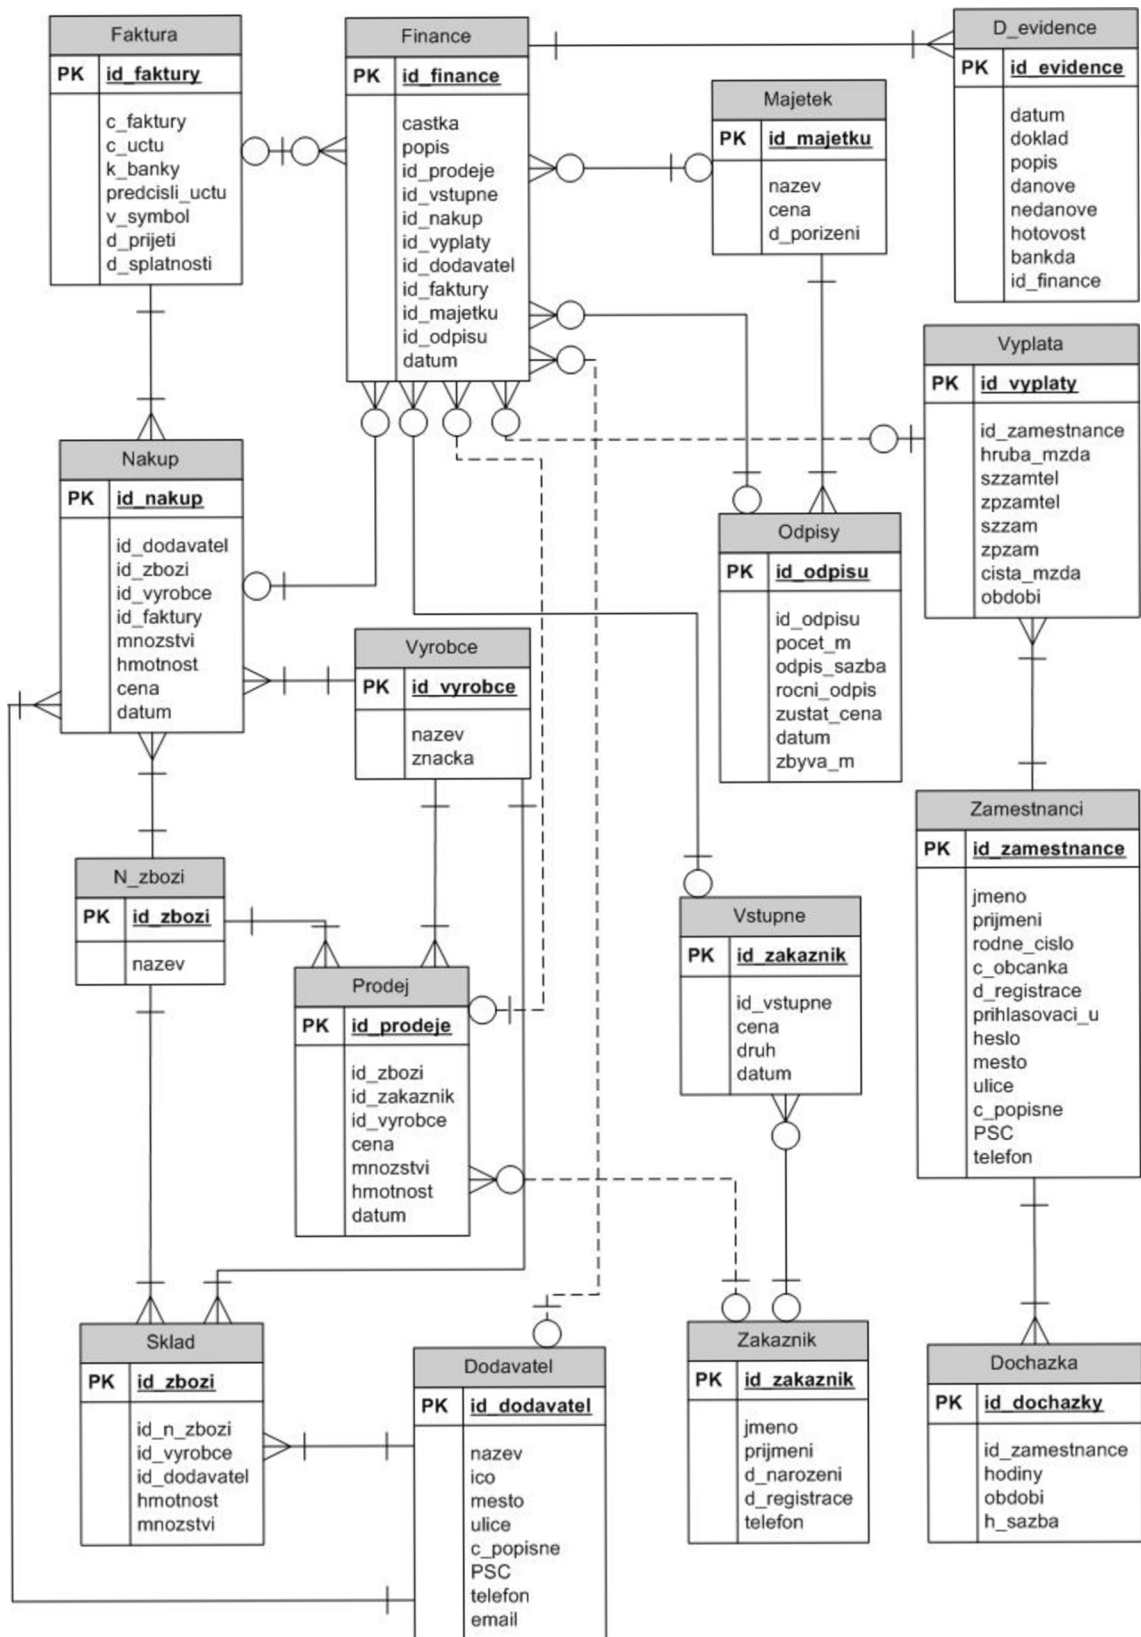 Faktura
PK id_faktury
c_faktury
c_uctu
k_banky
predcisli_uctu
v_symbol
d_prijeti
d_splatnosti
Finance
PK id_finance
castka
popis
id_prodeje
id_vstupne
id_nakup
id_vyplaty
id_dodavatel
id_faktury
id_majetku
id_odpisu
datum
D_evidence
PK id_evidence
datum
doklad
popis
danove
nedanove
hotovost
bankda
id_finance
Majetek
PK id_majetku
nazev
cena
d_porizeni
Vyplata
PK id_vyplaty
id_zamestnance
hruba_mzda
szzamtel
zpzamtel
szzam
zpzam
cista_mzda
obdobi
Nakup
PK id_nakup
id_dodavatel
id_zbozi
id_vyrobce
id_faktury
mnozstvi
hmotnost
cena
datum
Odpisy
PK id_odpisu
id_odpisu
pocet_m
odpis_sazba
rocni_odpis
zustat_cena
datum
zbyva_m
Vyrobce
PK id_vyrobce
nazev
znacka
Zamestnanci
PK id_zamestnance
jmeno
prijmeni
rodne_cislo
c_obcanka
d_registrace
prihlasovaci_u
heslo
mesto
ulice
c_popisne
PSC
telefon
N_zbozi
PK id_zbozi
nazev
Vstupne
PK id_zakaznik
id_vstupne
cena
druh
datum
Prodej
PK id_prodeje
id_zbozi
id_zakaznik
id_vyrobce
cena
mnozstvi
hmotnost
datum
Sklad
PK id_zbozi
id_n_zbozi
id_vyrobce
id_dodavatel
hmotnost
mnozstvi
Dodavatel
PK id_dodavatel
nazev
ico
mesto
ulice
c_popisne
PSC
telefon
email
Zakaznik
PK id_zakaznik
jmeno
prijmeni
d_narozeni
d_registrace
telefon
Dochazka
PK id_dochazky
id_zamestnance
hodiny
obdobi
h_sazba